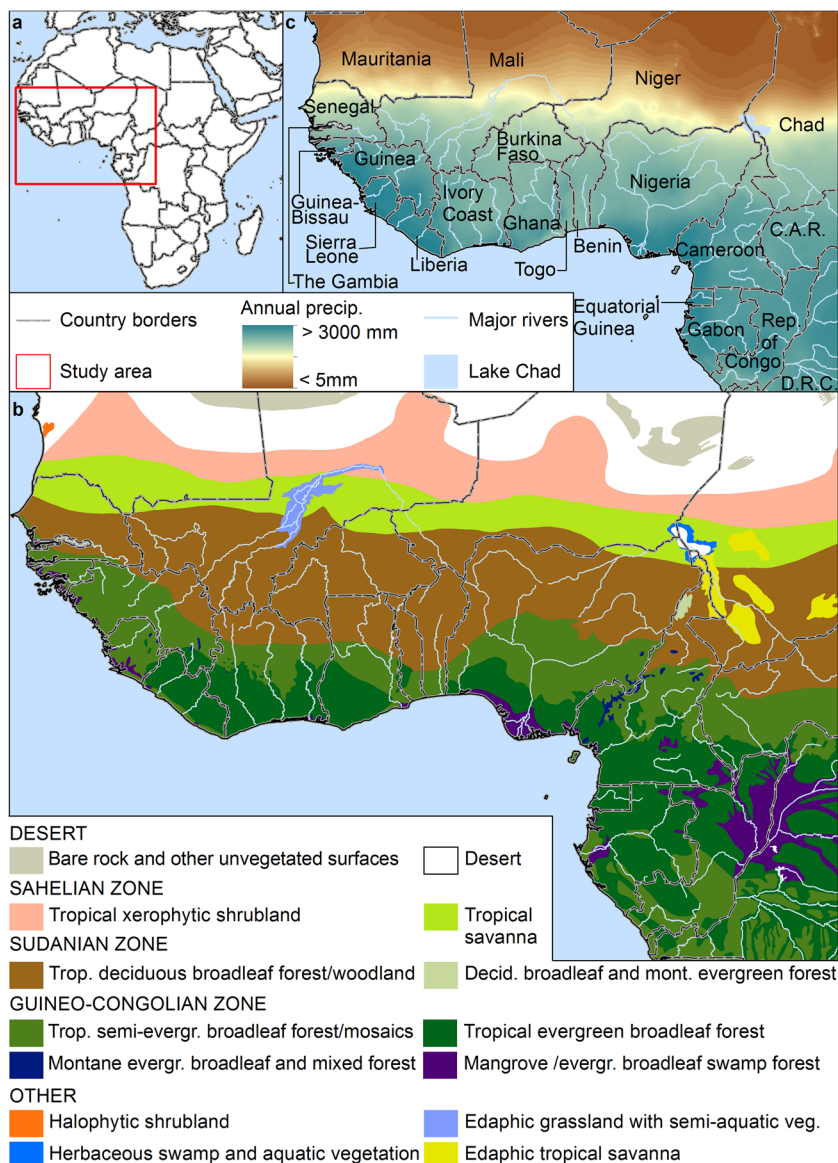 a
c
Mauritania
Mali
Niger
Chad
Senegal
Burkina
Faso
Guinea
Nigeria
Guinea-
Bissau
Ivory
Coast
Ghana
C.A.R.
Sierra
Leone
Liberia
Togo
Benin
Cameroon
The Gambia
Equatorial
Guinea
Gabon
Rep.
of
Congo
D.R.C.
Country borders
Study area
Annual precip.
> 3000 mm
< 5mm
Major rivers
Lake Chad
b
DESERT
Bare rock and other unvegetated surfaces
Desert
SAHELIAN ZONE
Tropical xerophytic shrubland
Tropical
savanna
SUDANIAN ZONE
Trop. deciduous broadleaf forest/woodland
Decid. broadleaf and mont. evergreen forest
GUINEO-CONGOLIAN ZONE
Trop. semi-evergr. broadleaf forest/mosaics
Tropical evergreen broadleaf forest
Montane evergr. broadleaf and mixed forest
Mangrove /evergr. broadleaf swamp forest
OTHER
Halophytic shrubland
Edaphic grassland with semi-aquatic veg.
Herbaceous swamp and aquatic vegetation
Edaphic tropical savanna